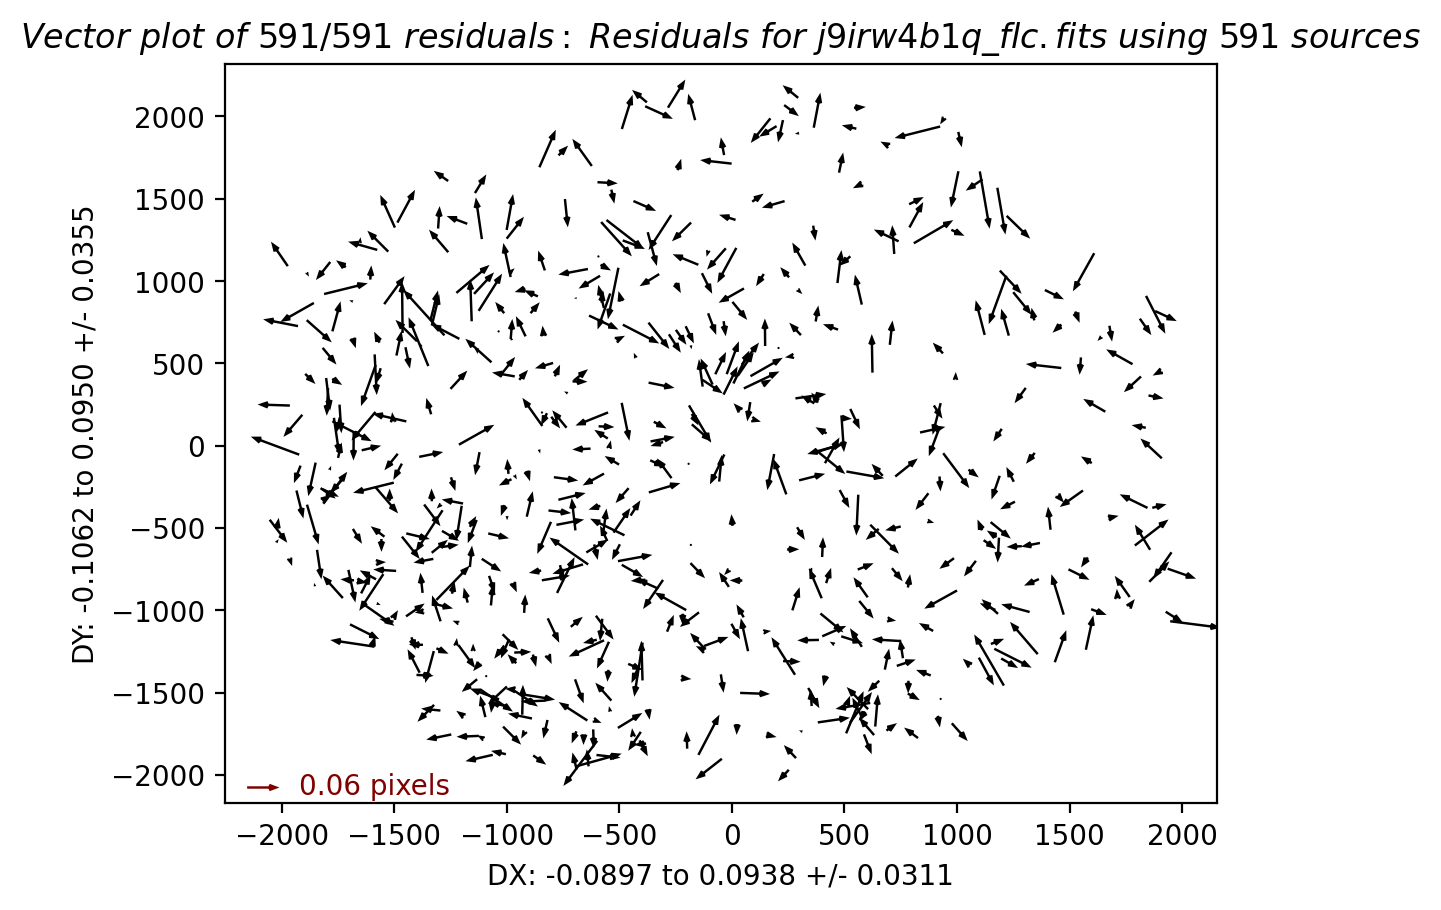 Vector plot of 591/591 residuals: Residuals for j9irw4b1q_flc.fits using 591 sources
2000
1500
1000
500
0
−500
−1000
−1500
−2000
DY: -0.1062 to 0.0950 +/- 0.0355
0.06 pixels
−2000 −1500 −1000 −500 0 500 1000 1500 2000
DX: -0.0897 to 0.0938 +/- 0.0311